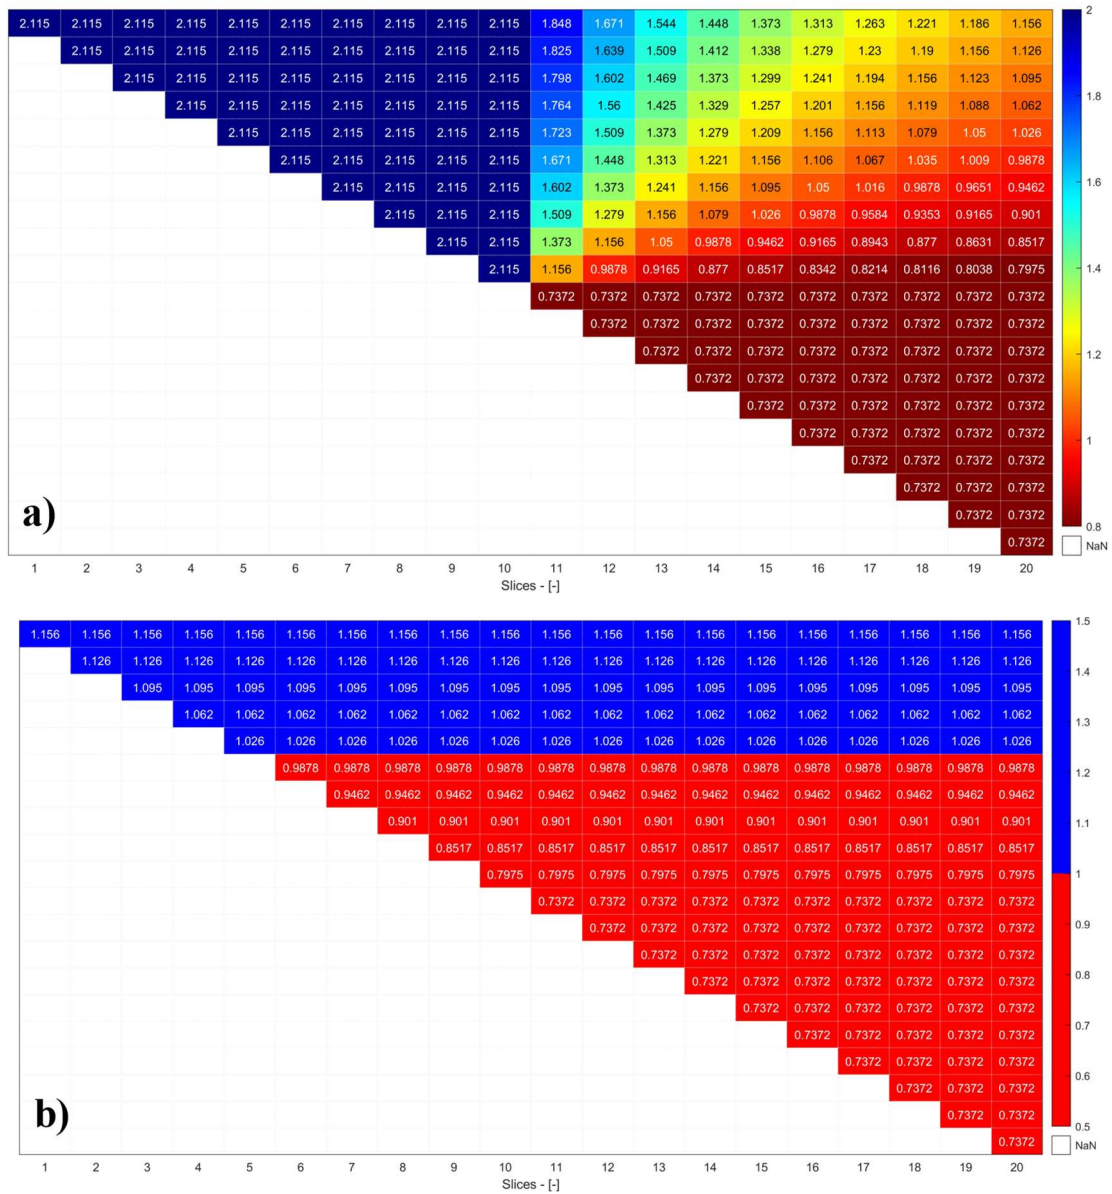 2.115 2.115 2.115 2.115 2.115 2.115 2.115 2.115 2.115 2.115 1.848 1.671 1.544 1.448 1.373 1.313 1.263 1.221 1.186 1.156 2
2.115 2.115 2.115 2.115 2.115 2.115 2.115 2.115 2.115 1.825 1.639 1.509 1.412 1.338 1.279 1.23 1.19 1.156 1.126
2.115 2.115 2.115 2.115 2.115 2.115 2.115 2.115 1.798 1.602 1.469 1.373 1.299 1.241 1.194 1.156 1.123 1.095 1.8
2.115 2.115 2.115 2.115 2.115 2.115 2.115 1.764 1.56 1.425 1.329 1.257 1.201 1.156 1.119 1.088 1.062
2.115 2.115 2.115 2.115 2.115 2.115 1.723 1.509 1.373 1.279 1.209 1.156 1.113 1.079 1.05 1.026
2.115 2.115 2.115 2.115 2.115 1.671 1.448 1.313 1.221 1.156 1.106 1.067 1.035 1.009 0.9878
2.115 2.115 2.115 2.115 1.602 1.373 1.241 1.156 1.095 1.05 1.016 0.9878 0.9651 0.9462 1.6
2.115 2.115 2.115 1.509 1.279 1.156 1.079 1.026 0.9878 0.9584 0.9353 0.9165 0.901
2.115 2.115 1.373 1.156 1.05 0.9878 0.9462 0.9165 0.8943 0.877 0.8631 0.8517
2.115 1.156 0.9878 0.9165 0.877 0.8517 0.8342 0.8214 0.8116 0.8038 0.7975 1.4
0.7372 0.7372 0.7372 0.7372 0.7372 0.7372 0.7372 0.7372 0.7372 0.7372
0.7372 0.7372 0.7372 0.7372 0.7372 0.7372 0.7372 0.7372 0.7372
0.7372 0.7372 0.7372 0.7372 0.7372 0.7372 0.7372 0.7372 1.2
0.7372 0.7372 0.7372 0.7372 0.7372 0.7372 0.7372
0.7372 0.7372 0.7372 0.7372 0.7372 0.7372
0.7372 0.7372 0.7372 0.7372 0.7372 1
0.7372 0.7372 0.7372 0.7372
0.7372 0.7372 0.7372
a) 0.7372 0.7372
0.7372 0.8
NaN
1 2 3 4 5 6 7 8 9 10 11 12 13 14 15 16 17 18 19 20
Slices - [-]
1.156 1.156 1.156 1.156 1.156 1.156 1.156 1.156 1.156 1.156 1.156 1.156 1.156 1.156 1.156 1.156 1.156 1.156 1.156 1.156 1.5
1.126 1.126 1.126 1.126 1.126 1.126 1.126 1.126 1.126 1.126 1.126 1.126 1.126 1.126 1.126 1.126 1.126 1.126 1.126 1.4
1.095 1.095 1.095 1.095 1.095 1.095 1.095 1.095 1.095 1.095 1.095 1.095 1.095 1.095 1.095 1.095 1.095 1.095
1.062 1.062 1.062 1.062 1.062 1.062 1.062 1.062 1.062 1.062 1.062 1.062 1.062 1.062 1.062 1.062 1.062 1.3
1.026 1.026 1.026 1.026 1.026 1.026 1.026 1.026 1.026 1.026 1.026 1.026 1.026 1.026 1.026 1.026
0.9878 0.9878 0.9878 0.9878 0.9878 0.9878 0.9878 0.9878 0.9878 0.9878 0.9878 0.9878 0.9878 0.9878 0.9878 1.2
0.9462 0.9462 0.9462 0.9462 0.9462 0.9462 0.9462 0.9462 0.9462 0.9462 0.9462 0.9462 0.9462 0.9462
0.901 0.901 0.901 0.901 0.901 0.901 0.901 0.901 0.901 0.901 0.901 0.901 0.901 1.1
0.8517 0.8517 0.8517 0.8517 0.8517 0.8517 0.8517 0.8517 0.8517 0.8517 0.8517 0.8517
0.7975 0.7975 0.7975 0.7975 0.7975 0.7975 0.7975 0.7975 0.7975 0.7975 0.7975 1
0.7372 0.7372 0.7372 0.7372 0.7372 0.7372 0.7372 0.7372 0.7372 0.7372
0.7372 0.7372 0.7372 0.7372 0.7372 0.7372 0.7372 0.7372 0.7372 0.9
0.7372 0.7372 0.7372 0.7372 0.7372 0.7372 0.7372 0.7372
0.7372 0.7372 0.7372 0.7372 0.7372 0.7372 0.7372 0.8
0.7372 0.7372 0.7372 0.7372 0.7372 0.7372
0.7372 0.7372 0.7372 0.7372 0.7372 0.7
0.7372 0.7372 0.7372 0.7372
0.7372 0.7372 0.7372 0.6
b) 0.7372 0.7372
0.7372 0.5
NaN
1 2 3 4 5 6 7 8 9 10 11 12 13 14 15 16 17 18 19 20
Slices - [-]